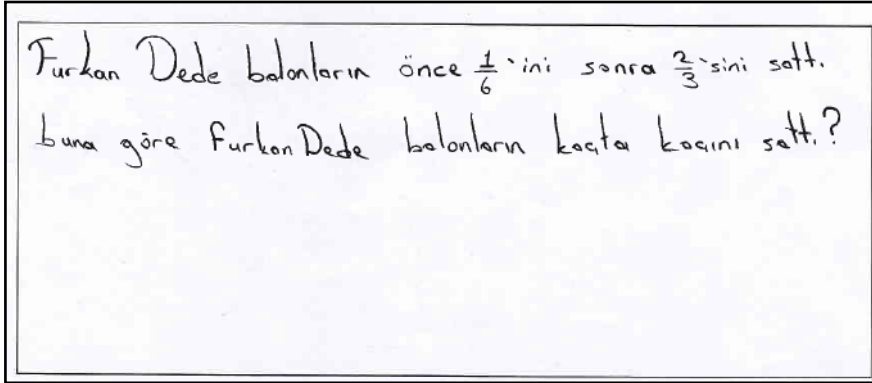 Furkan Dede balonların önce 1/6'ini sonra 2/3'sini sattı.
buna göre Furkan Dede balonların kaçta kaçını sattı?